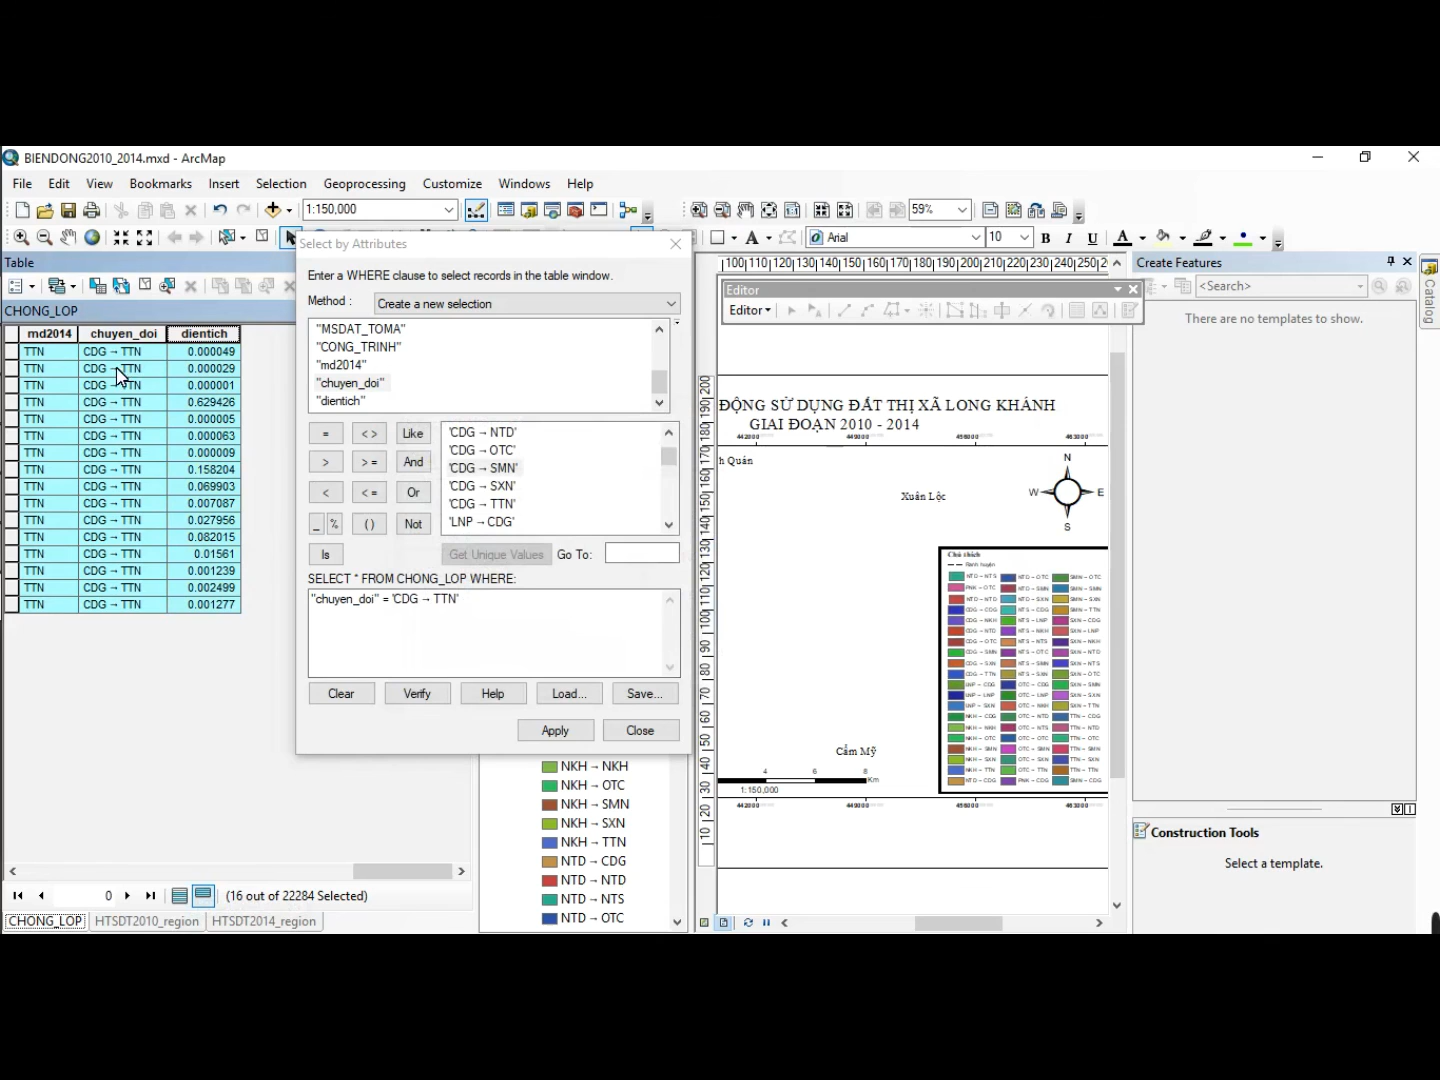 BIENDONG2010_2014.mxd - ArcMap
File Edit View Bookmarks Insert Selection Geoprocessing Customize Windows Help
1:150,000
59%
Table
Select by Attributes
Arial
10
B I U A
CHONG_LOP
md2014 chuyen_doi dientich
TTN CDG → TTN 0.000049
TTN CDG → TTN 0.000029
TTN CDG → TTN 0.000001
TTN CDG → TTN 0.629426
TTN CDG → TTN 0.000005
TTN CDG → TTN 0.000063
TTN CDG → TTN 0.000009
TTN CDG → TTN 0.158204
TTN CDG → TTN 0.069903
TTN CDG → TTN 0.007087
TTN CDG → TTN 0.027956
TTN CDG → TTN 0.082015
TTN CDG → TTN 0.01561
TTN CDG → TTN 0.001239
TTN CDG → TTN 0.002499
TTN CDG → TTN 0.001277
0
(16 out of 22284 Selected)
CHONG_LOP HTSDT2010_region HTSDT2014_region
Enter a WHERE clause to select records in the table window.
Method : Create a new selection
"MSDAT_TOMA"
"CONG_TRINH"
"md2014"
"chuyen_doi"
"dientich"
= < > Like
> > = And
< < = Or
_ % ( ) Not
Is
'CDG → NTD'
'CDG → OTC'
'CDG → SMN'
'CDG → SXN'
'CDG → TTN'
'LNP → CDG'
Get Unique Values Go To:
SELECT * FROM CHONG_LOP WHERE:
"chuyen_doi" = 'CDG → TTN'
Clear Verify Help Load... Save...
Apply Close
NKH → NKH
NKH → OTC
NKH → SMN
NKH → SXN
NKH → TTN
NTD → CDG
NTD → NTD
NTD → NTS
NTD → OTC
Editor
Editor
ĐỘNG SỬ DỤNG ĐẤT THỊ XÃ LONG KHÁNH
GIAI ĐOẠN 2010 - 2014
h Quán
Xuân Lộc
N
W E
S
Cẩm Mỹ
4 6 8
Km
1:150,000
Chú thích
Create Features
<Search>
There are no templates to show.
Catalog
Construction Tools
Select a template.